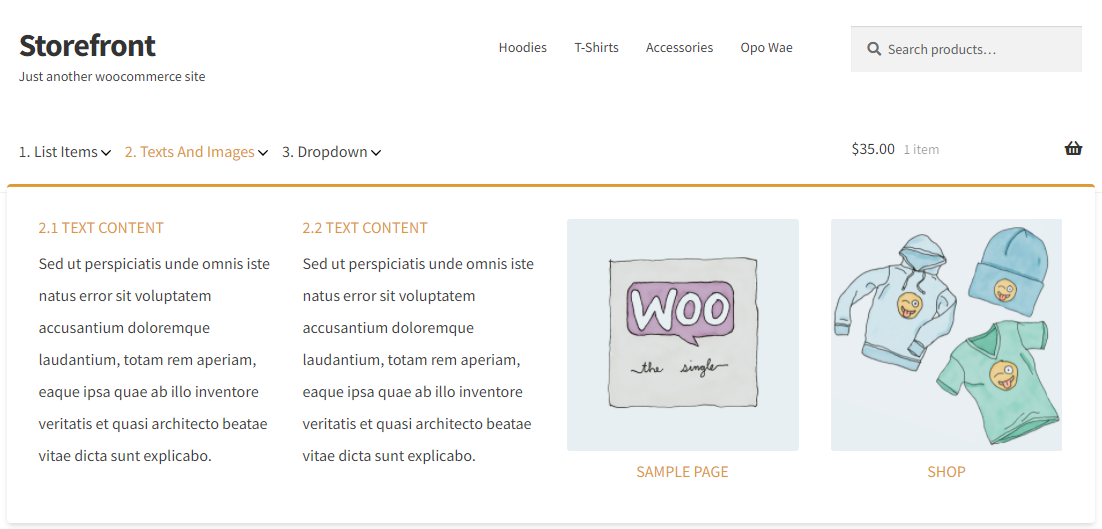 Storefront
Just another woocommerce site
Hoodies T-Shirts Accessories Opo Wae
Search products…
1. List Items 2. Texts And Images 3. Dropdown
$35.00 1 item
2.1 TEXT CONTENT
Sed ut perspiciatis unde omnis iste
natus error sit voluptatem
accusantium doloremque
laudantium, totam rem aperiam,
eaque ipsa quae ab illo inventore
veritatis et quasi architecto beatae
vitae dicta sunt explicabo.
2.2 TEXT CONTENT
Sed ut perspiciatis unde omnis iste
natus error sit voluptatem
accusantium doloremque
laudantium, totam rem aperiam,
eaque ipsa quae ab illo inventore
veritatis et quasi architecto beatae
vitae dicta sunt explicabo.
WOO
the single
SAMPLE PAGE
SHOP